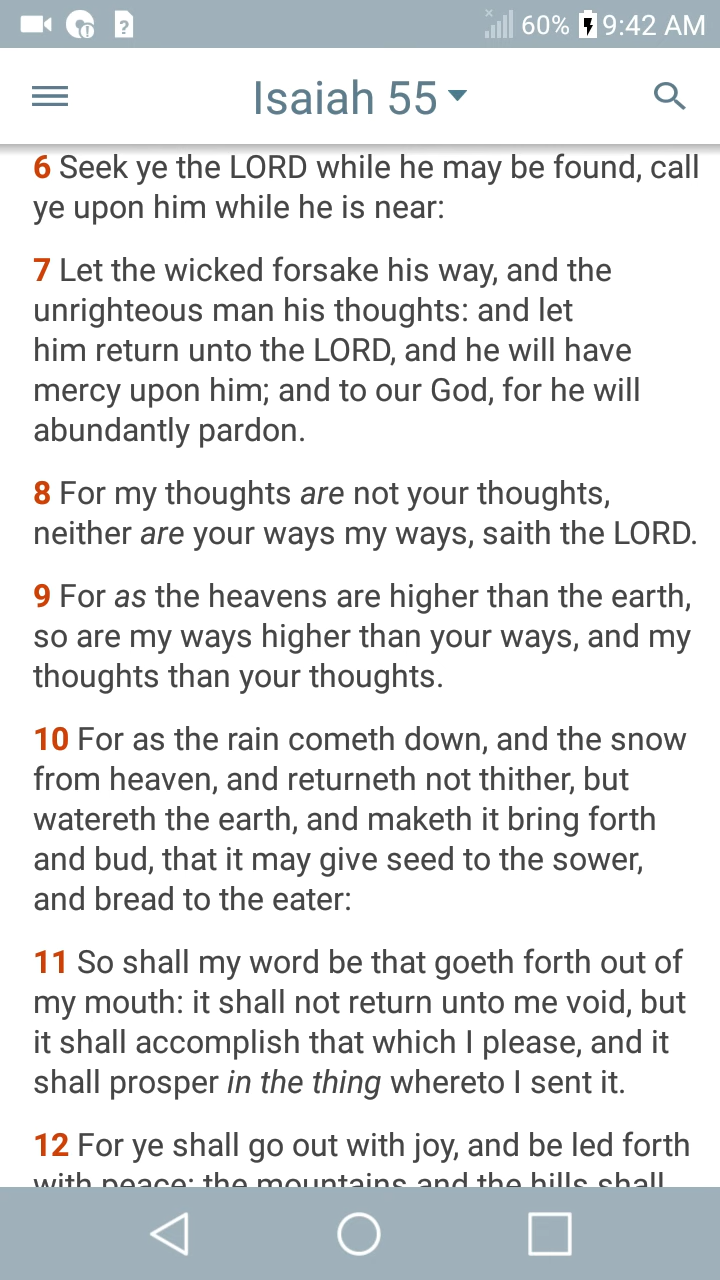 60% 9:42 AM
Isaiah 55
6 Seek ye the LORD while he may be found, call
ye upon him while he is near:
7 Let the wicked forsake his way, and the
unrighteous man his thoughts: and let
him return unto the LORD, and he will have
mercy upon him; and to our God, for he will
abundantly pardon.
8 For my thoughts are not your thoughts,
neither are your ways my ways, saith the LORD.
9 For as the heavens are higher than the earth,
so are my ways higher than your ways, and my
thoughts than your thoughts.
10 For as the rain cometh down, and the snow
from heaven, and returneth not thither, but
watereth the earth, and maketh it bring forth
and bud, that it may give seed to the sower,
and bread to the eater:
11 So shall my word be that goeth forth out of
my mouth: it shall not return unto me void, but
it shall accomplish that which I please, and it
shall prosper in the thing whereto I sent it.
12 For ye shall go out with joy, and be led forth
with peace: the mountains and the hills shall